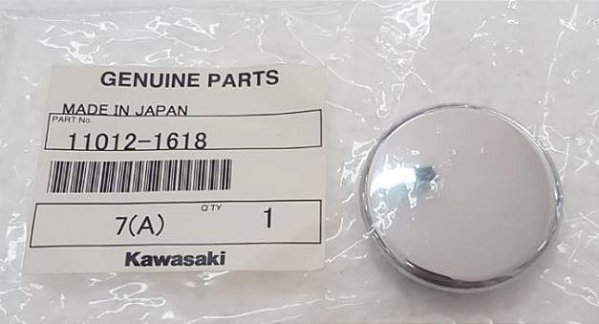 GENUINE PARTS
MADE IN JAPAN
PART No.
11012-1618
7(A) Q'TY 1
Kawasaki